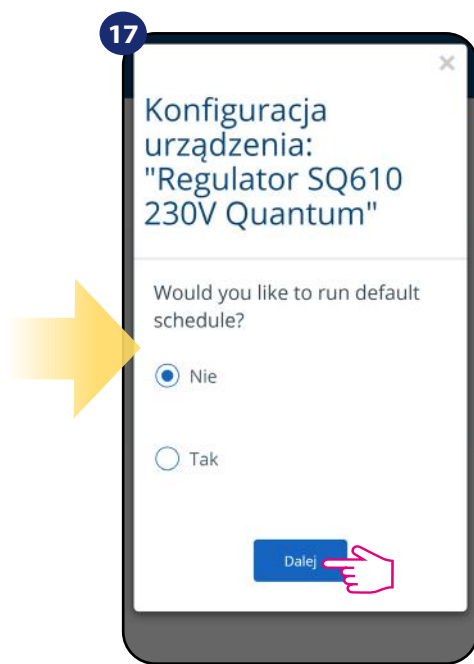 17
×
Konfiguracja
urządzenia:
"Regulator SQ610
230V Quantum"
Would you like to run default
schedule?
Nie
Tak
Dalej